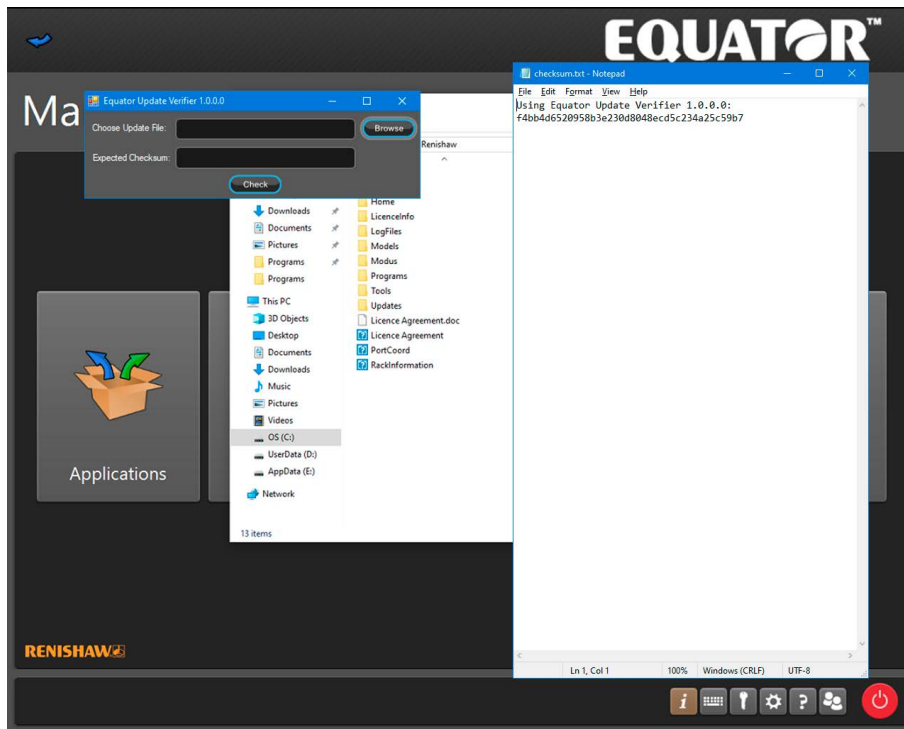 EQUATOR™
Ma
Equator Update Verifier 1.0.0.0
Choose Update File:
Browse
Expected Checksum:
Check
Renishaw
Downloads
Documents
Pictures
Programs
Programs
This PC
3D Objects
Desktop
Documents
Downloads
Music
Pictures
Videos
OS (C:)
UserData (D:)
AppData (E:)
Network
13 items
Home
LicenceInfo
LogFiles
Models
Modus
Programs
Tools
Updates
Licence Agreement.doc
Licence Agreement
PortCoord
RackInformation
checksum.txt - Notepad
File Edit Format View Help
Using Equator Update Verifier 1.0.0.0:
f4bb4d6520958b3e230d8048ecd5c234a25c59b7
Ln 1, Col 1 100% Windows (CRLF) UTF-8
Applications
RENISHAW